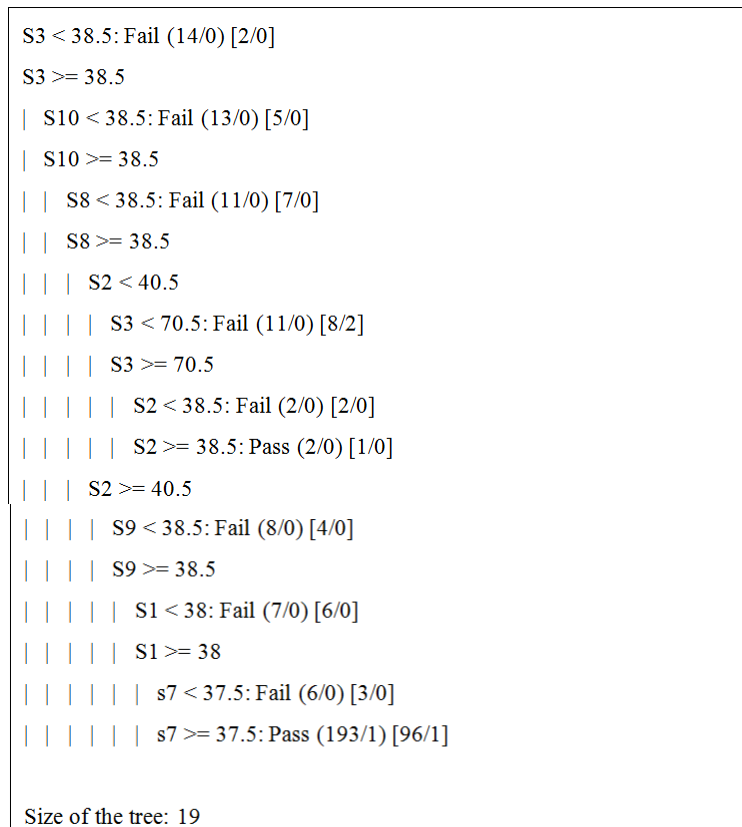 S3 < 38.5: Fail (14/0) [2/0]
S3 >= 38.5
| S10 < 38.5: Fail (13/0) [5/0]
| S10 >= 38.5
| | S8 < 38.5: Fail (11/0) [7/0]
| | S8 >= 38.5
| | | S2 < 40.5
| | | | S3 < 70.5: Fail (11/0) [8/2]
| | | | S3 >= 70.5
| | | | | S2 < 38.5: Fail (2/0) [2/0]
| | | | | S2 >= 38.5: Pass (2/0) [1/0]
| | | S2 >= 40.5
| | | | S9 < 38.5: Fail (8/0) [4/0]
| | | | S9 >= 38.5
| | | | | S1 < 38: Fail (7/0) [6/0]
| | | | | S1 >= 38
| | | | | | s7 < 37.5: Fail (6/0) [3/0]
| | | | | | s7 >= 37.5: Pass (193/1) [96/1]
Size of the tree: 19